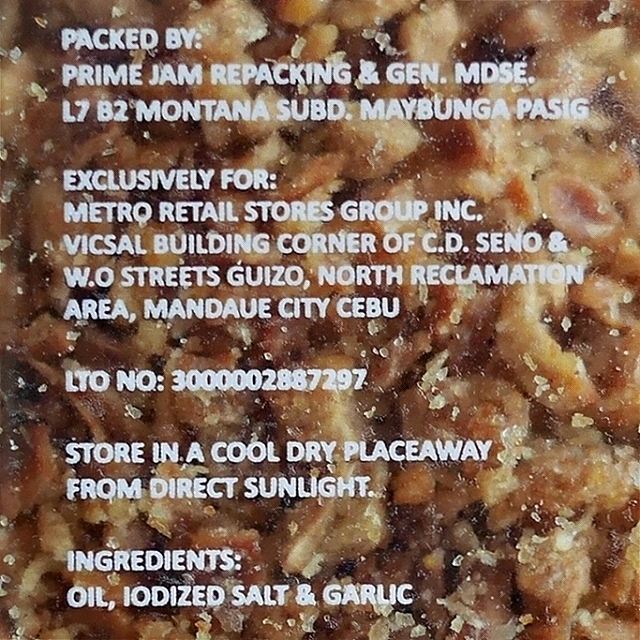 PACKED BY:
PRIME JAM REPACKING & GEN. MDSE.
L7 B2 MONTANA SUBD. MAYBUNGA PASIG
EXCLUSIVELY FOR:
METRO RETAIL STORES GROUP INC.
VICSAL BUILDING CORNER OF C.D. SENO &
W.O STREETS GUIZO, NORTH RECLAMATION
AREA, MANDAUE CITY CEBU
LTO NO: 3000002887297
STORE IN A COOL DRY PLACEAWAY
FROM DIRECT SUNLIGHT.
INGREDIENTS:
OIL, IODIZED SALT & GARLIC